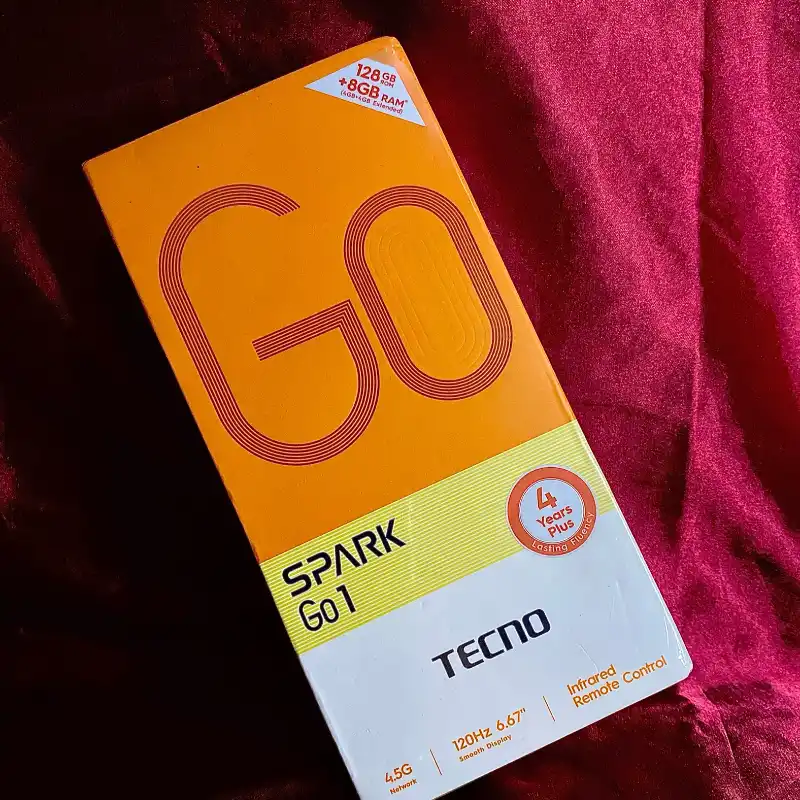 128 GB ROM
+8GB RAM*
(4GB+4GB Extended)
GO
SPARK
Go 1
4
Years
Plus
Lasting Fluency
TECNO
4.5G
Network
120Hz 6.67"
Smooth Display
Infrared
Remote Control